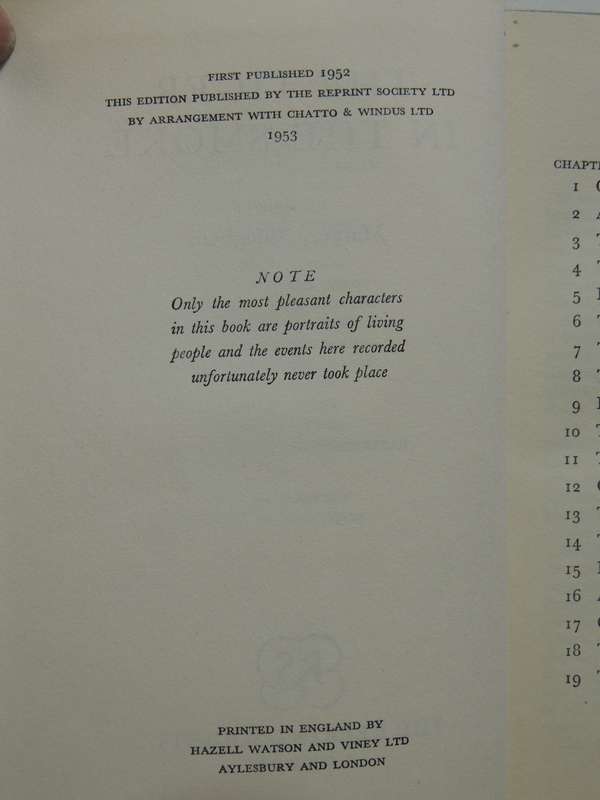 FIRST PUBLISHED 1952
THIS EDITION PUBLISHED BY THE REPRINT SOCIETY LTD
BY ARRANGEMENT WITH CHATTO & WINDUS LTD
1953
NOTE
Only the most pleasant characters
in this book are portraits of living
people and the events here recorded
unfortunately never took place
PRINTED IN ENGLAND BY
HAZELL WATSON AND VINEY LTD
AYLESBURY AND LONDON
1
2
3
4
5
6
7
8
9
10
11
12
13
14
15
16
17
18
19